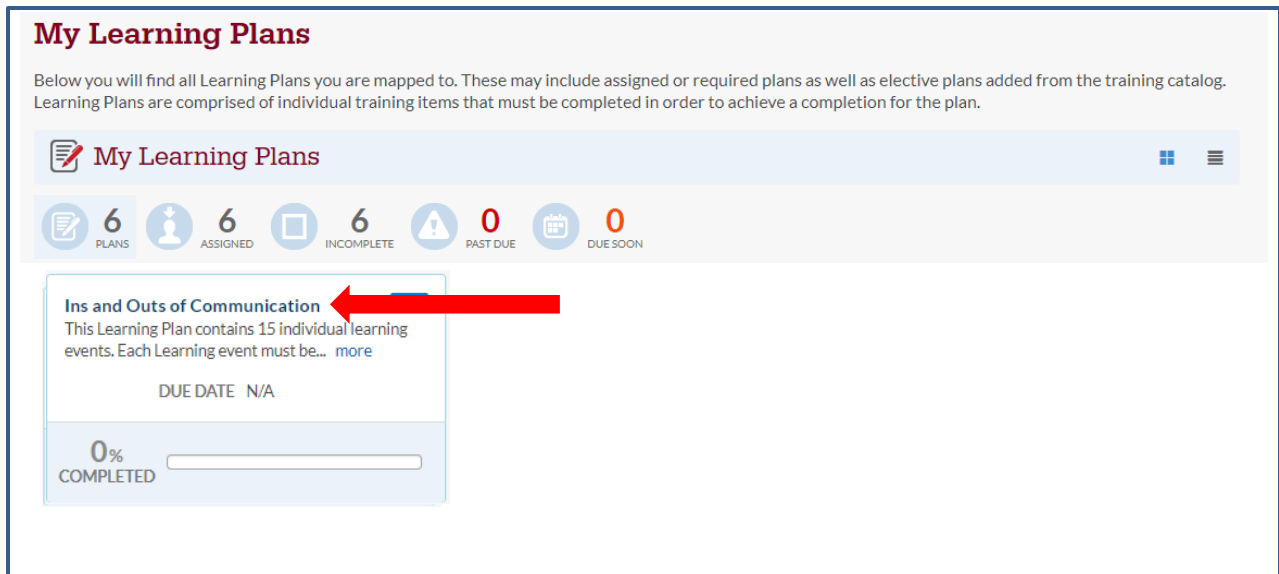 My Learning Plans
Below you will find all Learning Plans you are mapped to. These may include assigned or required plans as well as elective plans added from the training catalog.
Learning Plans are comprised of individual training items that must be completed in order to achieve a completion for the plan.
My Learning Plans
6 PLANS 6 ASSIGNED 6 INCOMPLETE 0 PAST DUE 0 DUE SOON
Ins and Outs of Communication
This Learning Plan contains 15 individual learning
events. Each Learning event must be... more
DUE DATE N/A
0%
COMPLETED